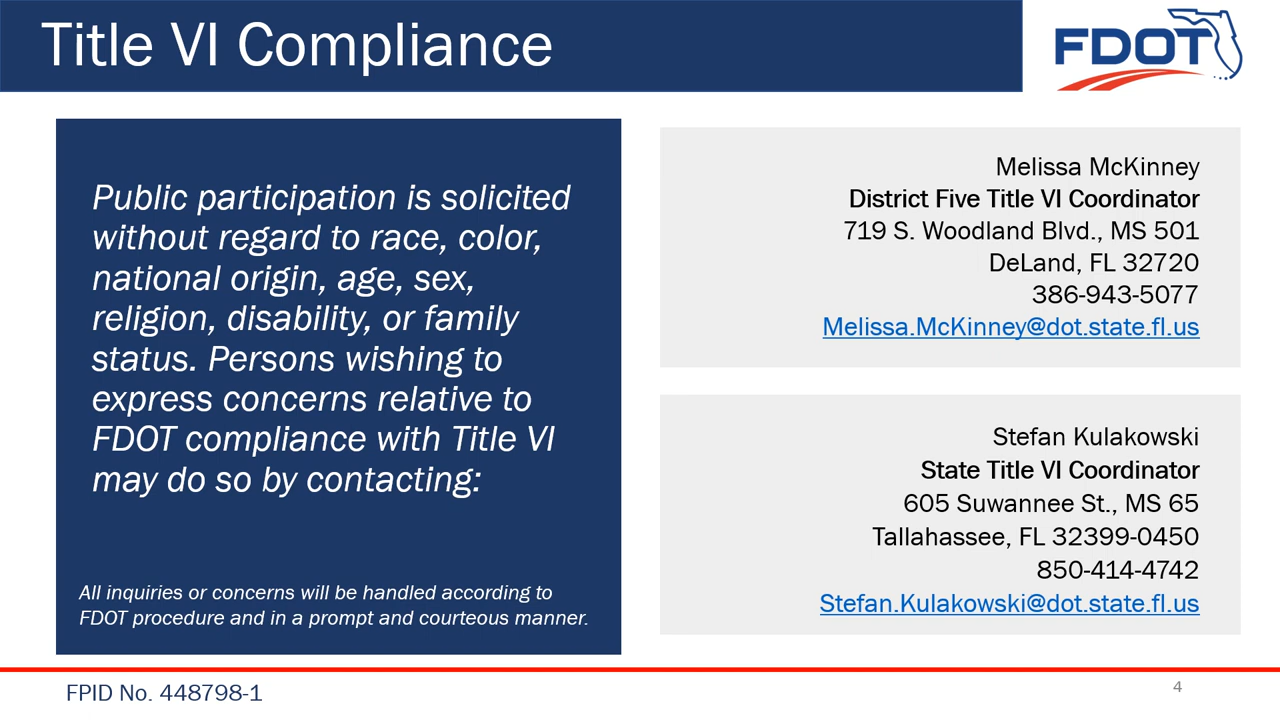 Title VI Compliance
FDOT
Public participation is solicited
without regard to race, color,
national origin, age, sex,
religion, disability, or family
status. Persons wishing to
express concerns relative to
FDOT compliance with Title VI
may do so by contacting:
All inquiries or concerns will be handled according to
FDOT procedure and in a prompt and courteous manner.
Melissa McKinney
District Five Title VI Coordinator
719 S. Woodland Blvd., MS 501
DeLand, FL 32720
386-943-5077
Melissa.McKinney@dot.state.fl.us
Stefan Kulakowski
State Title VI Coordinator
605 Suwannee St., MS 65
Tallahassee, FL 32399-0450
850-414-4742
Stefan.Kulakowski@dot.state.fl.us
FPID No. 448798-1
4